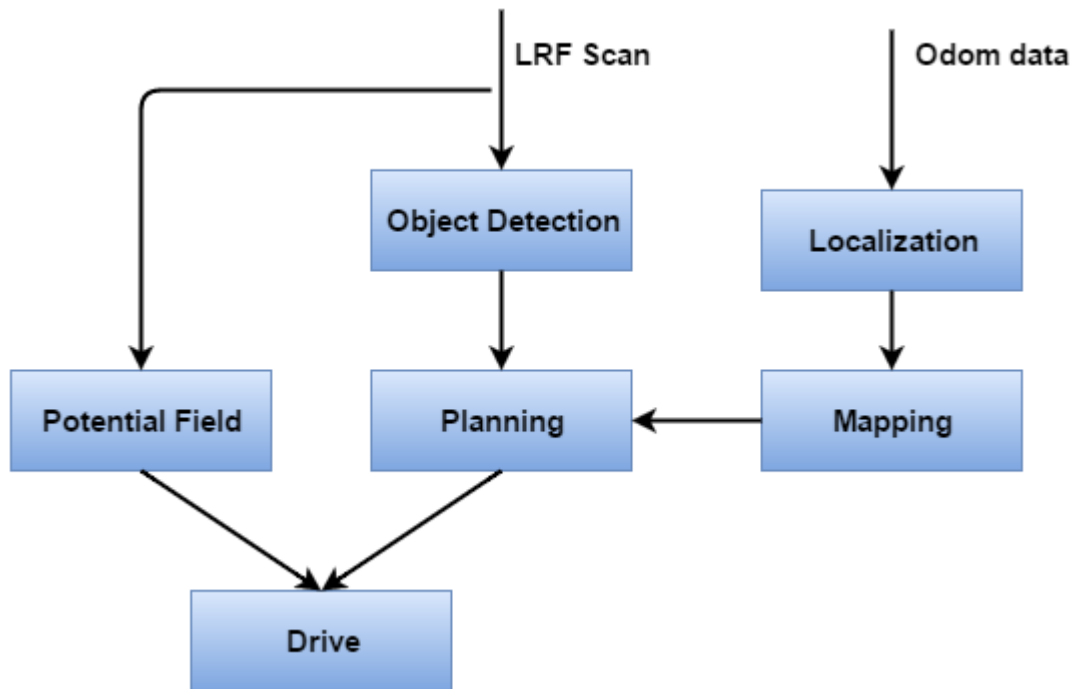 LRF Scan
Odom data
Object Detection
Localization
Potential Field
Planning
Mapping
Drive